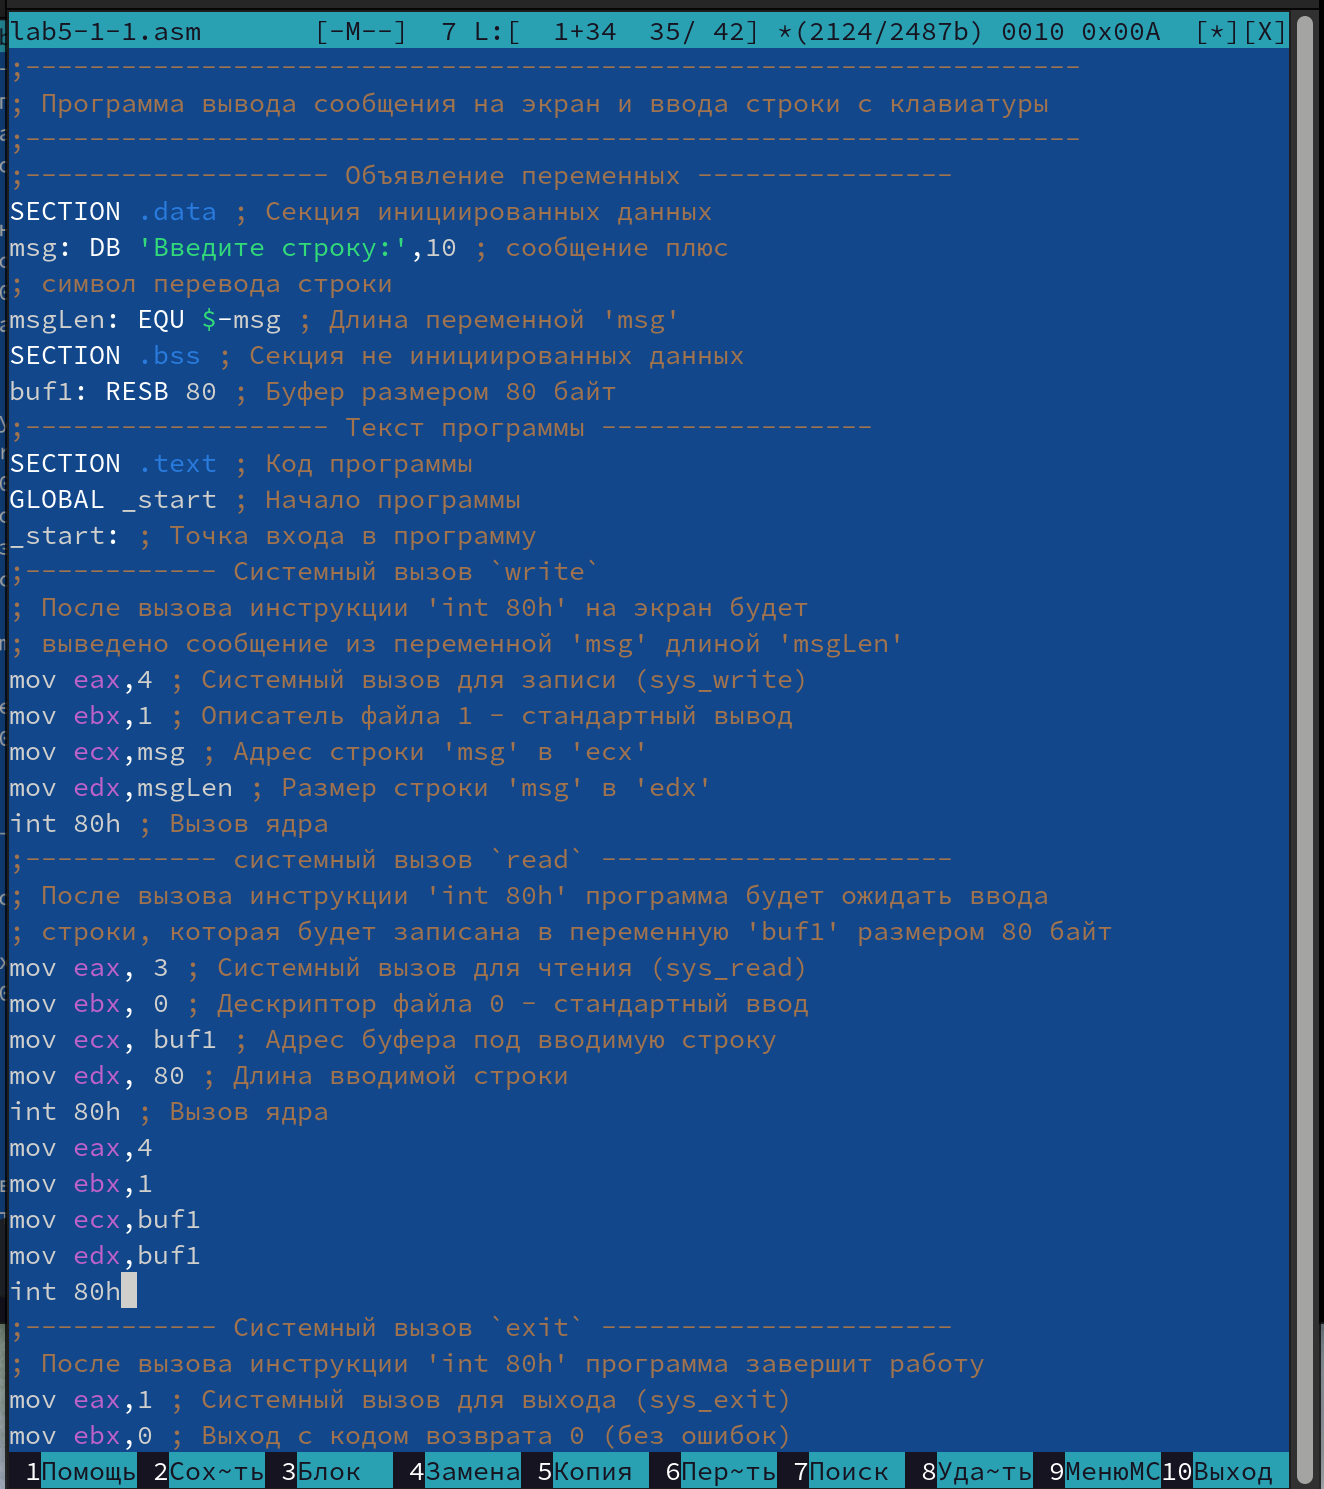 lab5-1-1.asm [-M--] 7 L:[ 1+34 35/ 42] *(2124/2487b) 0010 0x00A [*][X]
;------------------------------------------------------------------
; Программа вывода сообщения на экран и ввода строки с клавиатуры
;------------------------------------------------------------------
;------------------- Объявление переменных ----------------
SECTION .data ; Секция инициированных данных
msg: DB 'Введите строку:',10 ; сообщение плюс
; символ перевода строки
msgLen: EQU $-msg ; Длина переменной 'msg'
SECTION .bss ; Секция не инициированных данных
buf1: RESB 80 ; Буфер размером 80 байт
;------------------- Текст программы -----------------
SECTION .text ; Код программы
GLOBAL _start ; Начало программы
_start: ; Точка входа в программу
;------------ Системный вызов `write`
; После вызова инструкции 'int 80h' на экран будет
; выведено сообщение из переменной 'msg' длиной 'msgLen'
mov eax,4 ; Системный вызов для записи (sys_write)
mov ebx,1 ; Описатель файла 1 - стандартный вывод
mov ecx,msg ; Адрес строки 'msg' в 'ecx'
mov edx,msgLen ; Размер строки 'msg' в 'edx'
int 80h ; Вызов ядра
;------------ системный вызов `read` ----------------------
; После вызова инструкции 'int 80h' программа будет ожидать ввода
; строки, которая будет записана в переменную 'buf1' размером 80 байт
mov eax, 3 ; Системный вызов для чтения (sys_read)
mov ebx, 0 ; Дескриптор файла 0 - стандартный ввод
mov ecx, buf1 ; Адрес буфера под вводимую строку
mov edx, 80 ; Длина вводимой строки
int 80h ; Вызов ядра
mov eax,4
mov ebx,1
mov ecx,buf1
mov edx,buf1
int 80h
;------------ Системный вызов `exit` ----------------------
; После вызова инструкции 'int 80h' программа завершит работу
mov eax,1 ; Системный вызов для выхода (sys_exit)
mov ebx,0 ; Выход с кодом возврата 0 (без ошибок)
1Помощь 2Сох~ть 3Блок 4Замена 5Копия 6Пер~ть 7Поиск 8Уда~ть 9МенюMC 10Выход